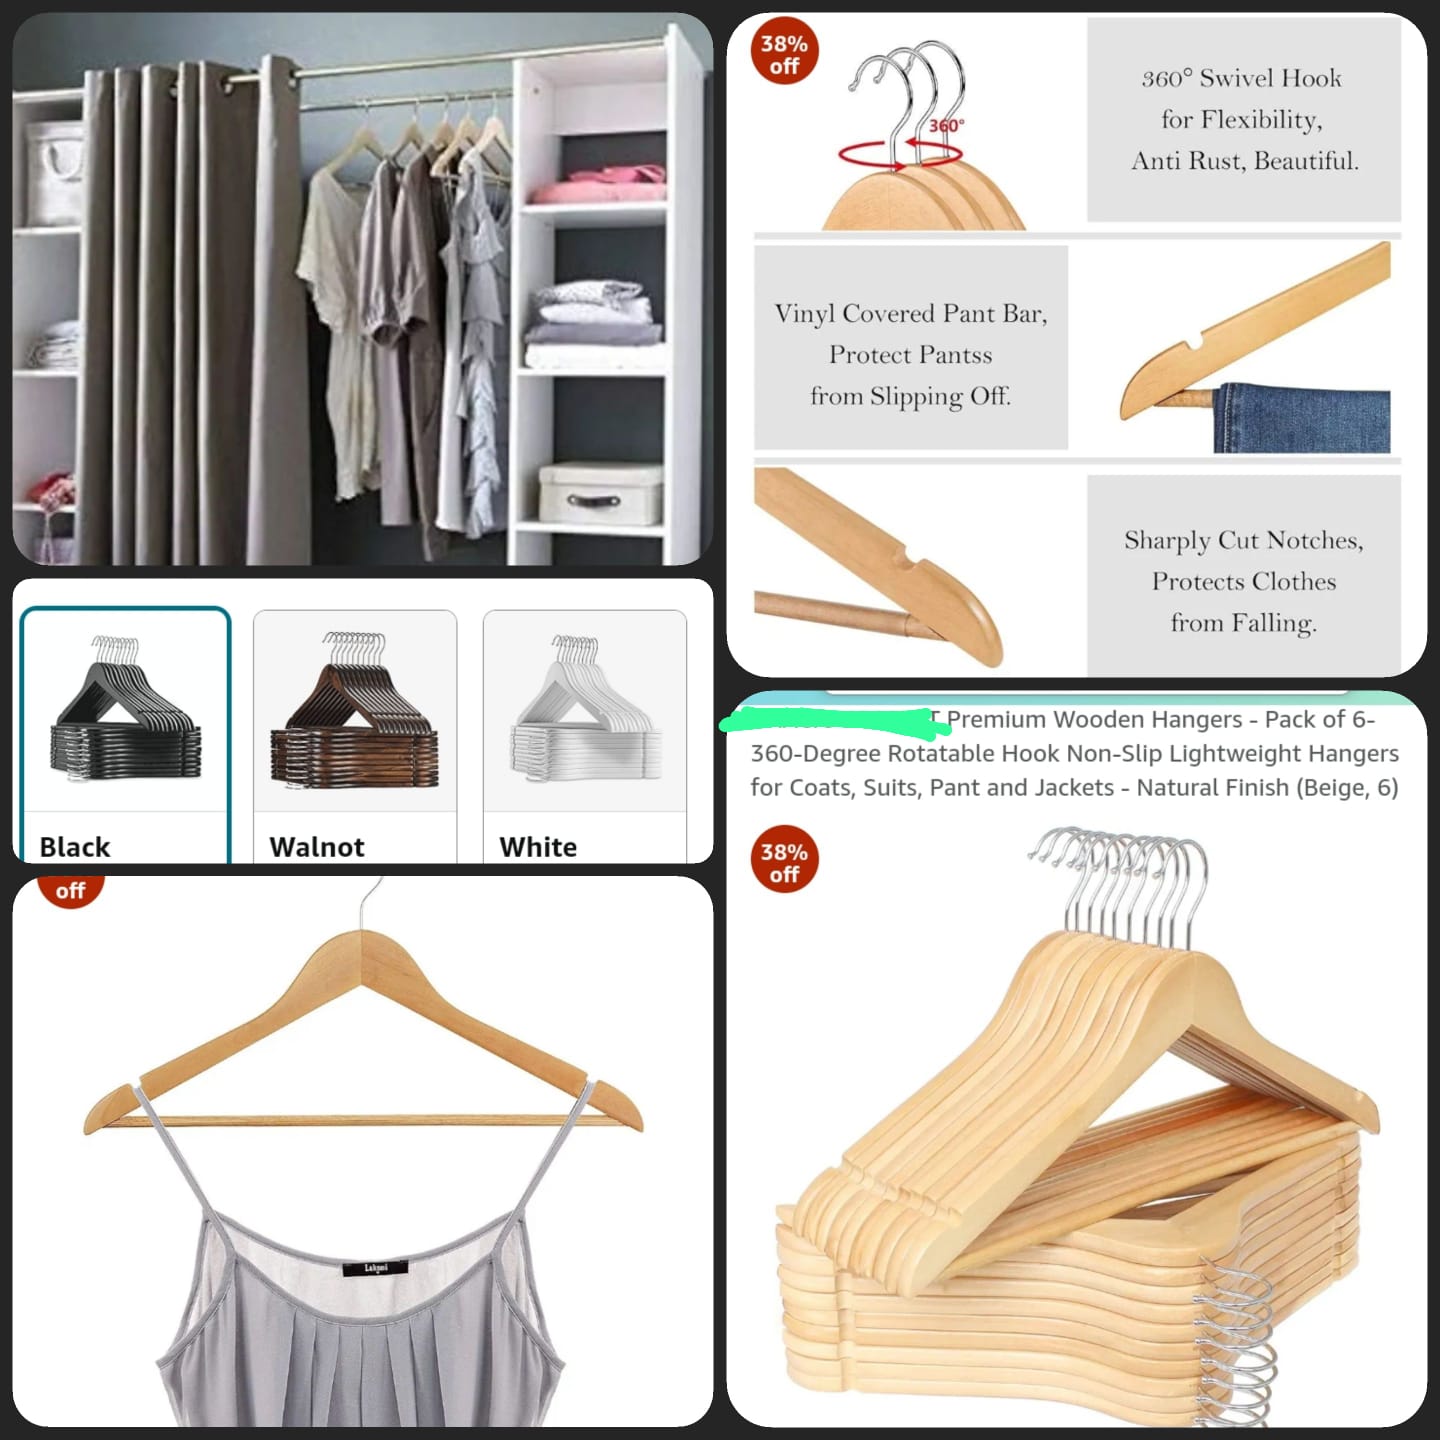 38%
off
360°
360° Swivel Hook
for Flexibility,
Anti Rust, Beautiful.
Vinyl Covered Pant Bar,
Protect Pantss
from Slipping Off.
Sharply Cut Notches,
Protects Clothes
from Falling.
Black
Walnot
White
off
T Premium Wooden Hangers - Pack of 6-
360-Degree Rotatable Hook Non-Slip Lightweight Hangers
for Coats, Suits, Pant and Jackets - Natural Finish (Beige, 6)
38%
off